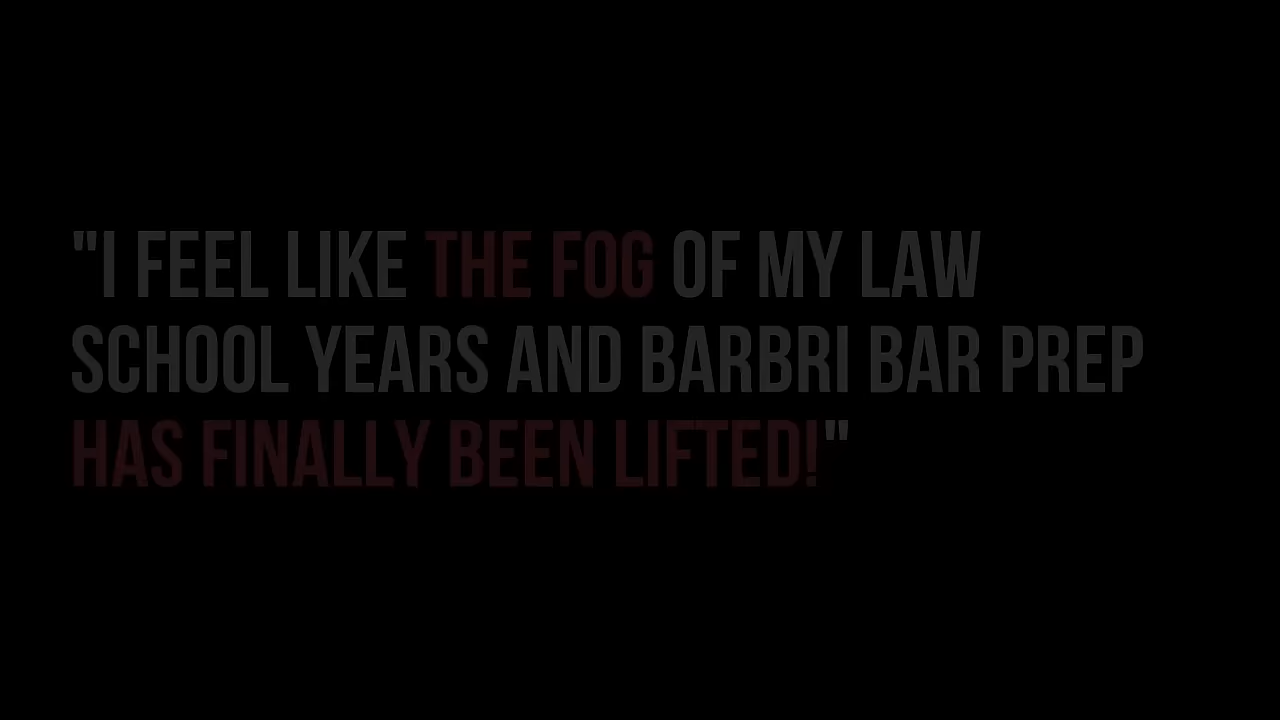 "I FEEL LIKE THE FOG OF MY LAW
SCHOOL YEARS AND BARBRI BAR PREP
HAS FINALLY BEEN LIFTED!"